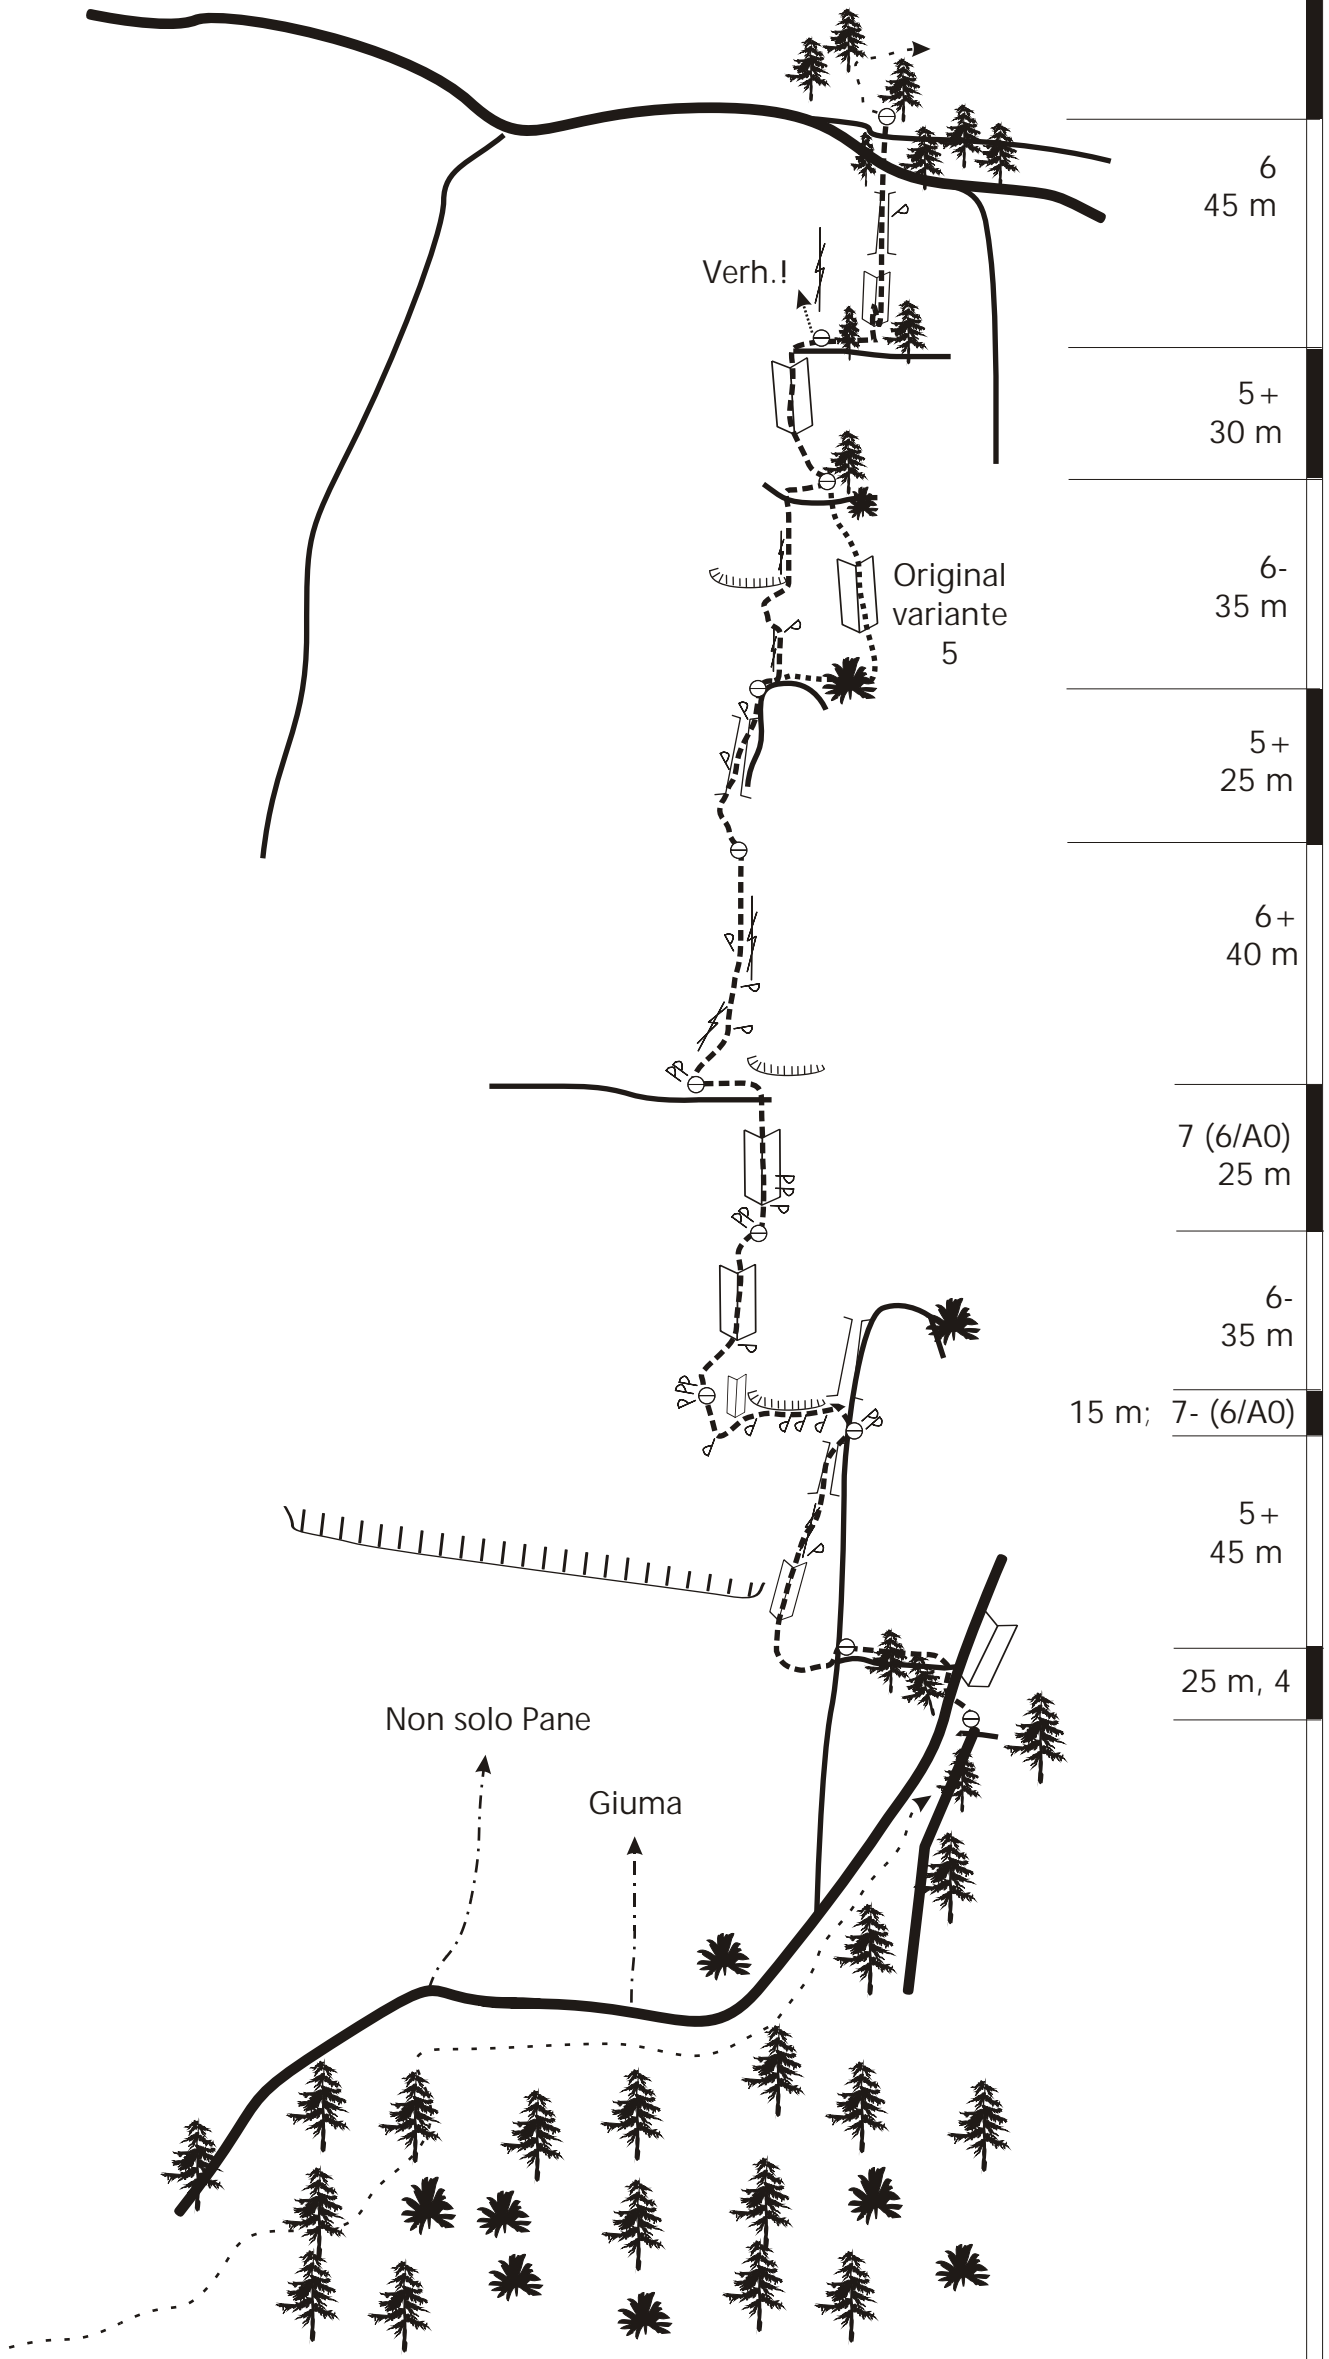 6
45 m
Verh.!
5+
30 m
Original
variante
5
6-
35 m
5+
25 m
6+
40 m
7 (6/A0)
25 m
6-
35 m
15 m; 7- (6/A0)
5+
45 m
25 m, 4
Non solo Pane
Giuma